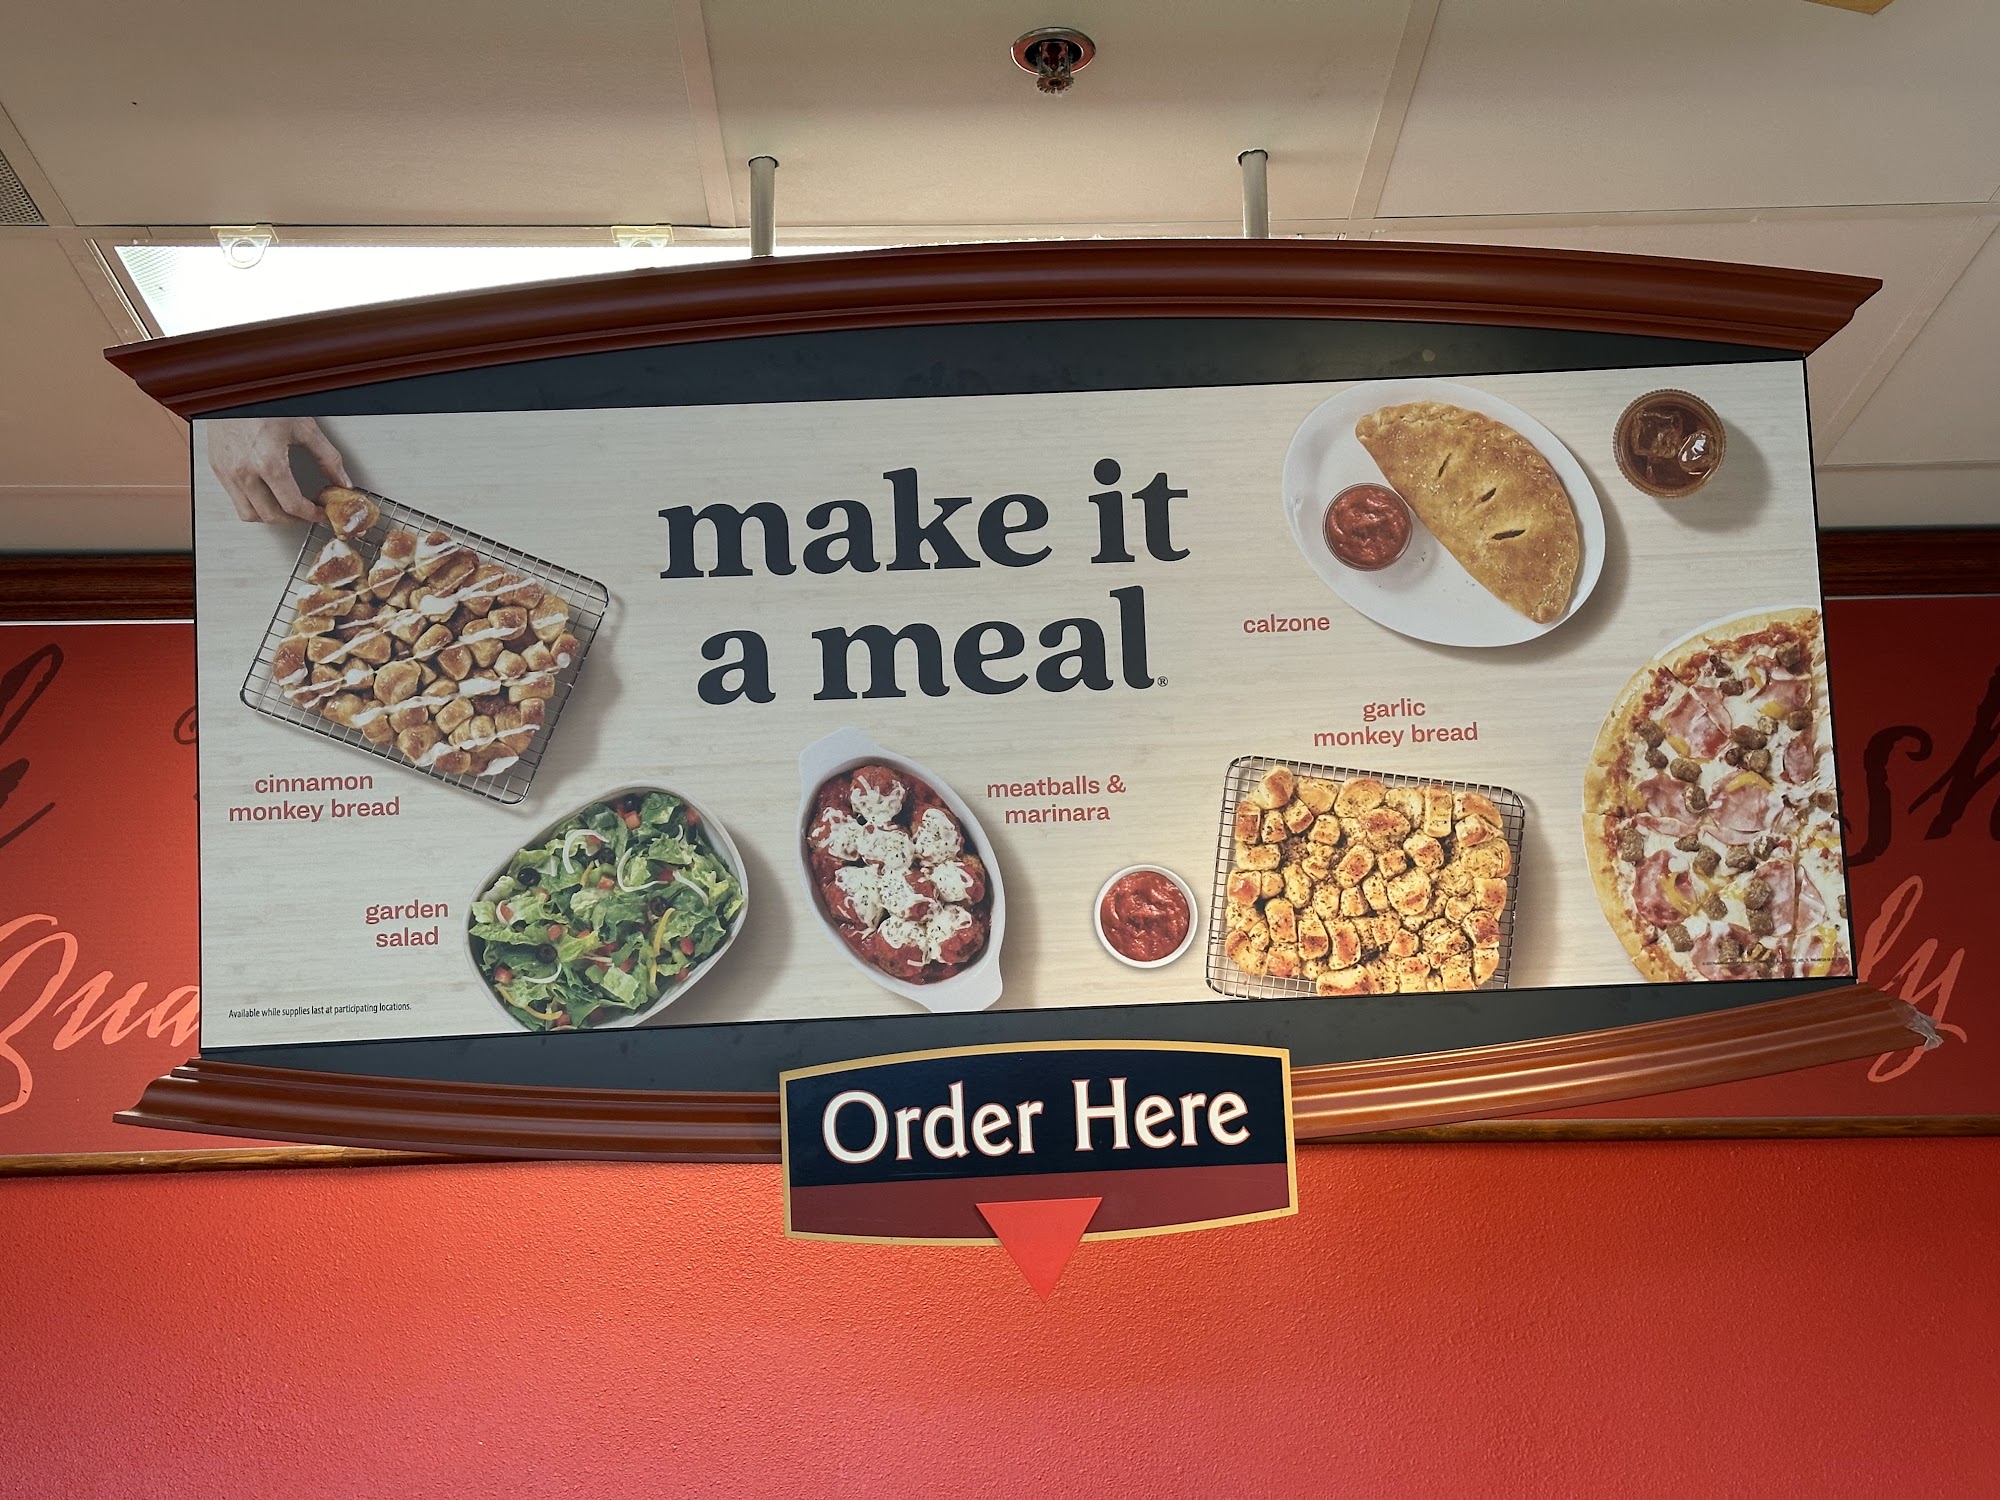 make it
a meal®
calzone
garlic
monkey bread
cinnamon
monkey bread
meatballs &
marinara
garden
salad
Available while supplies last at participating locations.
Order Here